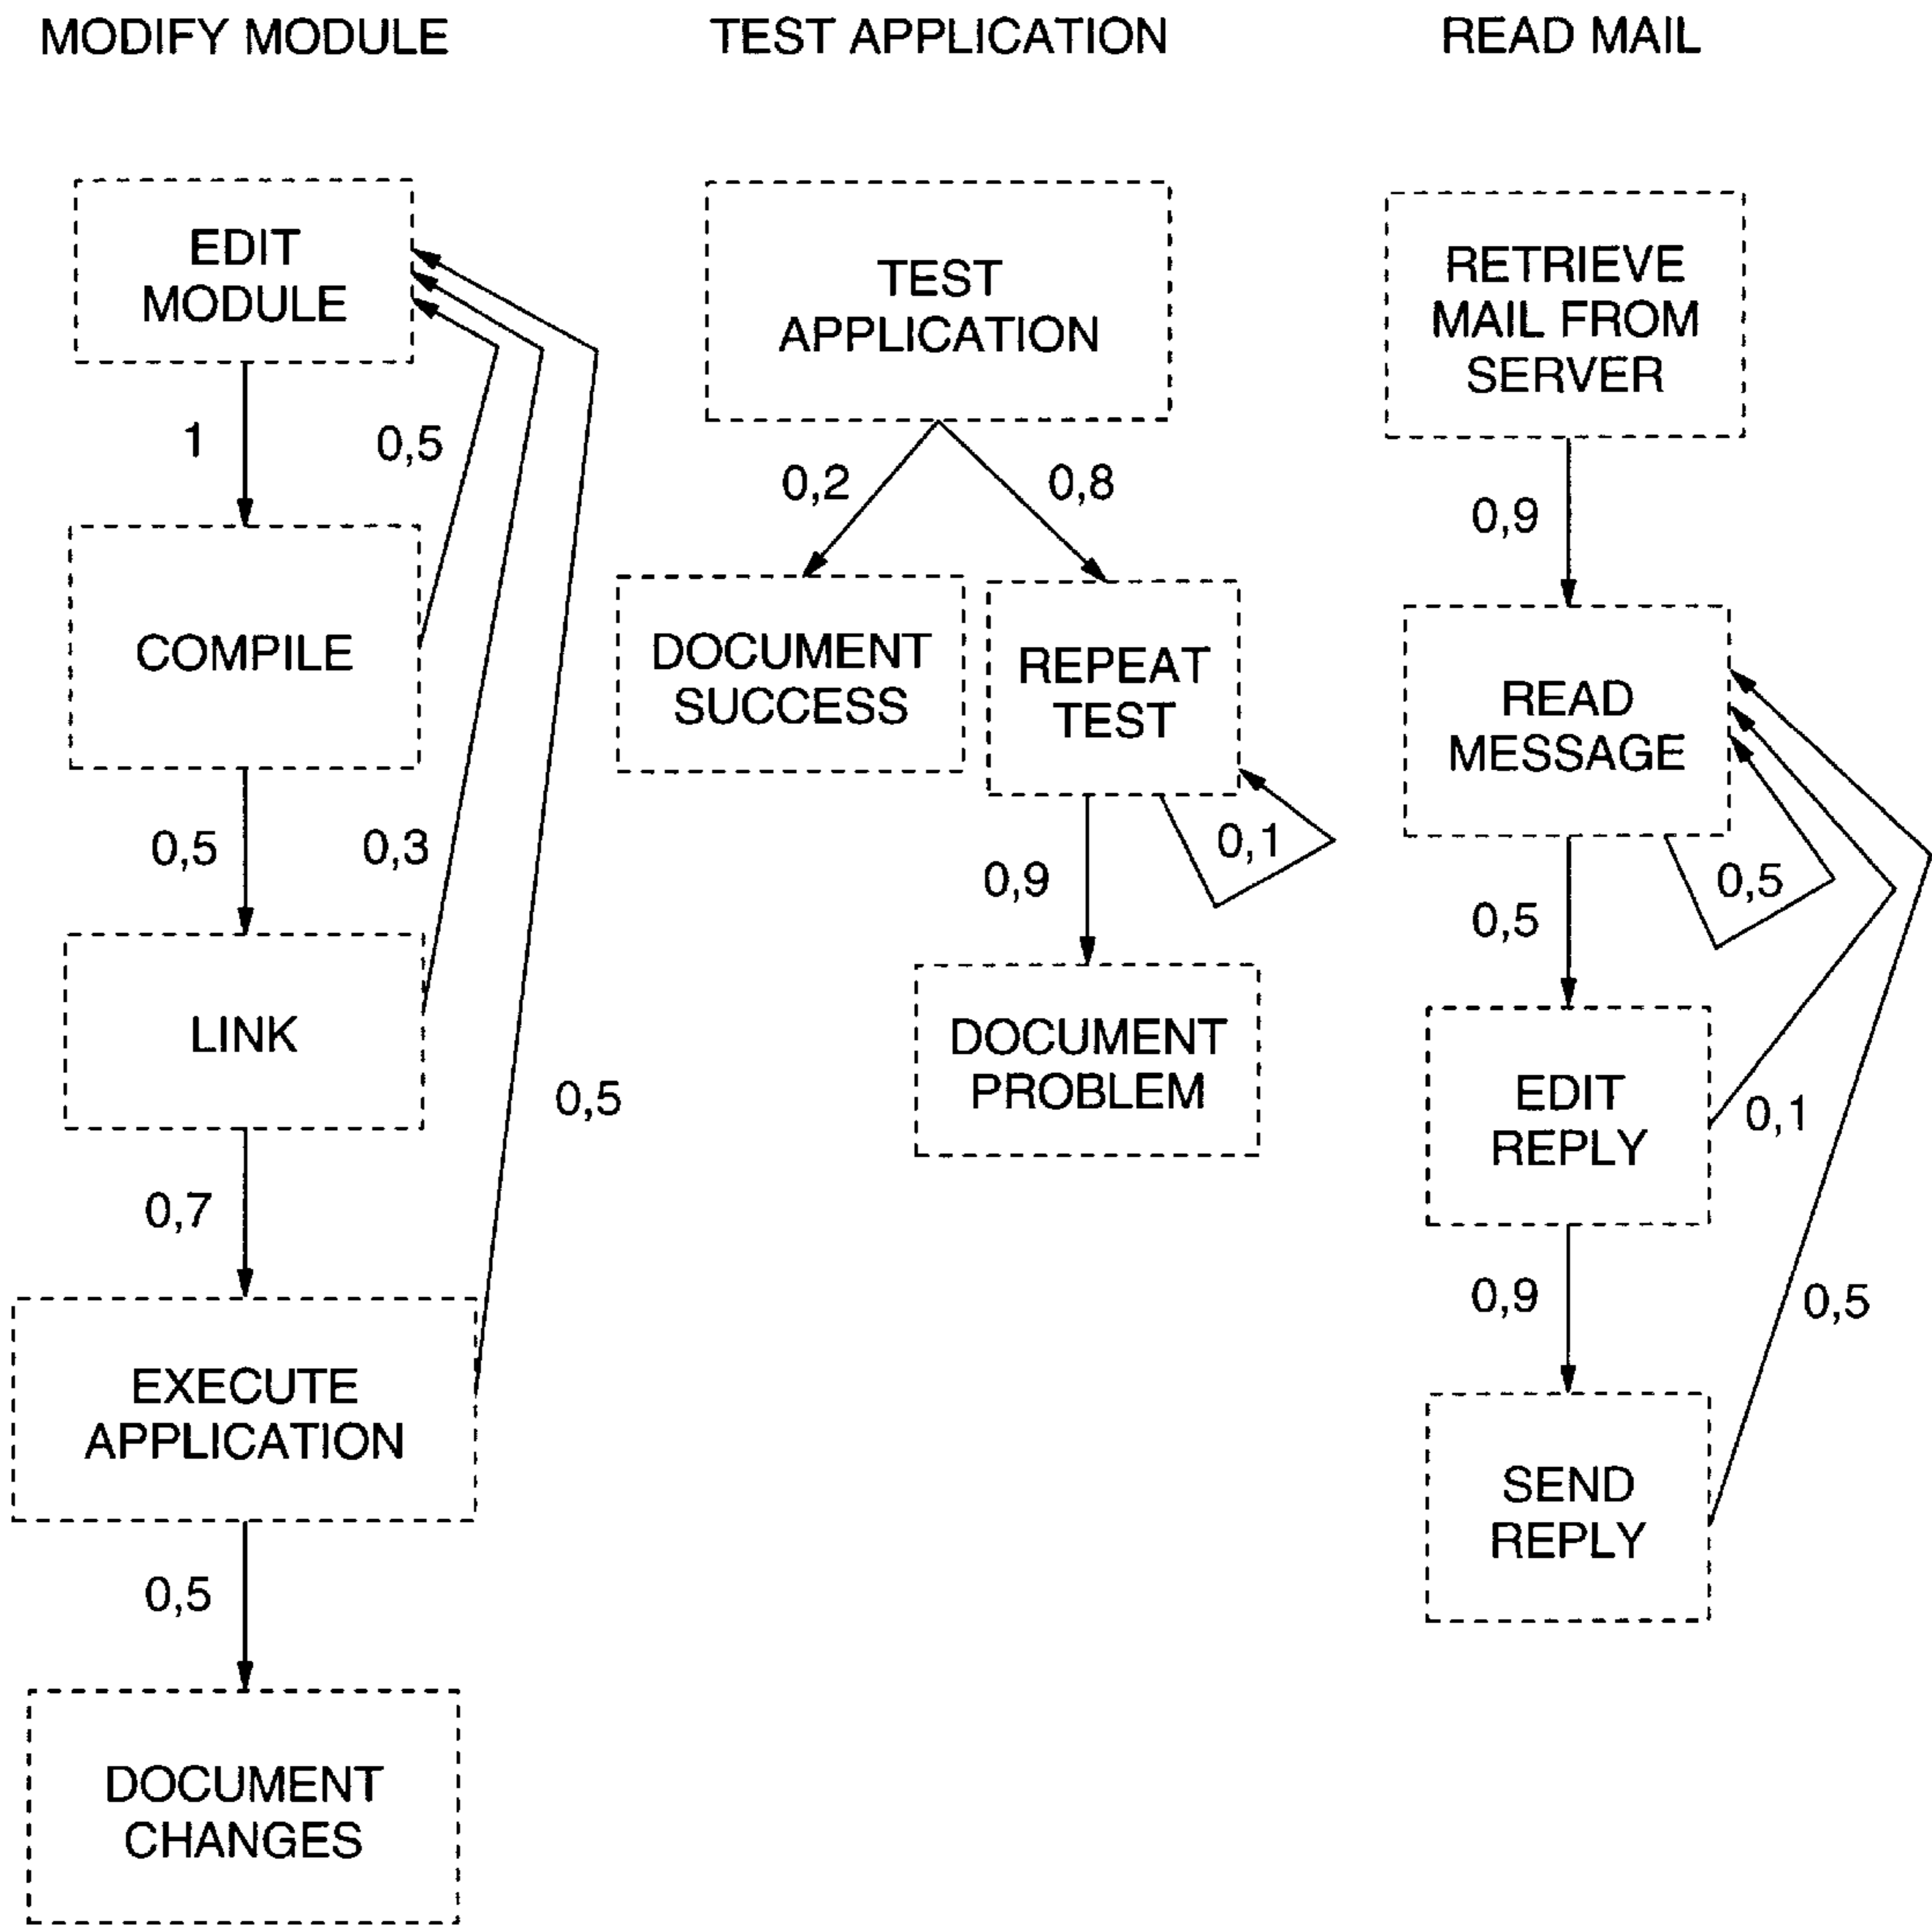 MODIFY MODULE
TEST APPLICATION
READ MAIL
EDIT
MODULE
1
0,5
COMPILE
0,5
0,3
LINK
0,5
0,7
EXECUTE
APPLICATION
0,5
DOCUMENT
CHANGES
TEST
APPLICATION
0,2
0,8
DOCUMENT
SUCCESS
REPEAT
TEST
0,1
0,9
DOCUMENT
PROBLEM
RETRIEVE
MAIL FROM
SERVER
0,9
READ
MESSAGE
0,5
0,5
EDIT
REPLY
0,1
0,9
0,5
SEND
REPLY